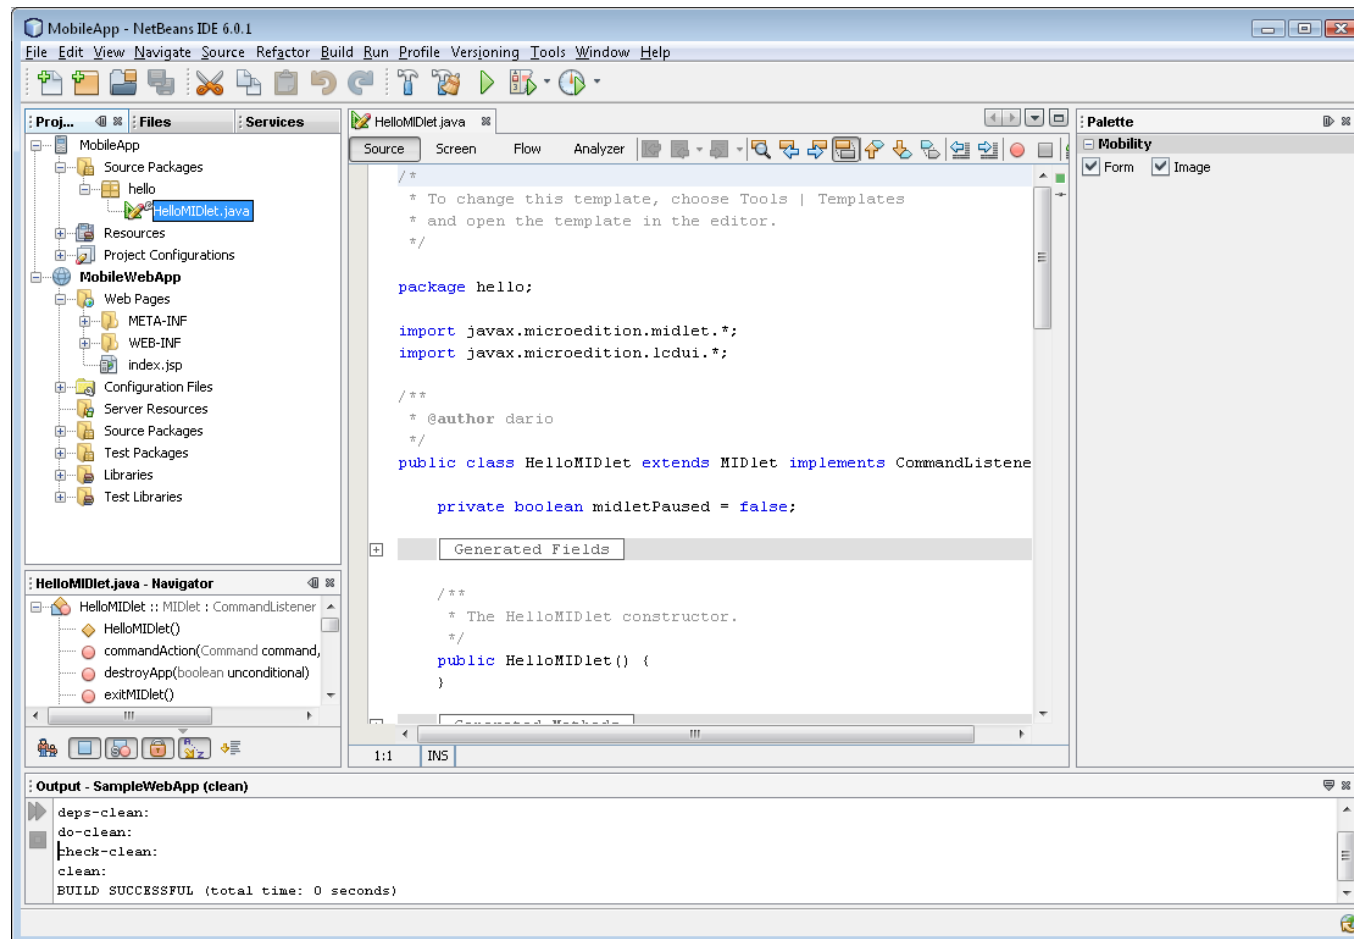 MobileApp - NetBeans IDE 6.0.1
File Edit View Navigate Source Refactor Build Run Profile Versioning Tools Window Help
Proj... Files Services
MobileApp
Source Packages
hello
HelloMIDlet.java
Resources
Project Configurations
MobileWebApp
Web Pages
META-INF
WEB-INF
index.jsp
Configuration Files
Server Resources
Source Packages
Test Packages
Libraries
Test Libraries
HelloMIDlet.java - Navigator
HelloMIDlet :: MIDlet : CommandListener
HelloMIDlet()
commandAction(Command command,
destroyApp(boolean unconditional)
exitMIDlet()
HelloMIDlet.java
Source Screen Flow Analyzer
/*
* To change this template, choose Tools | Templates
* and open the template in the editor.
*/
package hello;
import javax.microedition.midlet.*;
import javax.microedition.lcdui.*;
/**
* @author dario
*/
public class HelloMIDlet extends MIDlet implements CommandListene
private boolean midletPaused = false;
Generated Fields
/**
* The HelloMIDlet constructor.
*/
public HelloMIDlet() {
}
Generated Methods
1:1 INS
Palette
Mobility
Form Image
Output - SampleWebApp (clean)
deps-clean:
do-clean:
check-clean:
clean:
BUILD SUCCESSFUL (total time: 0 seconds)